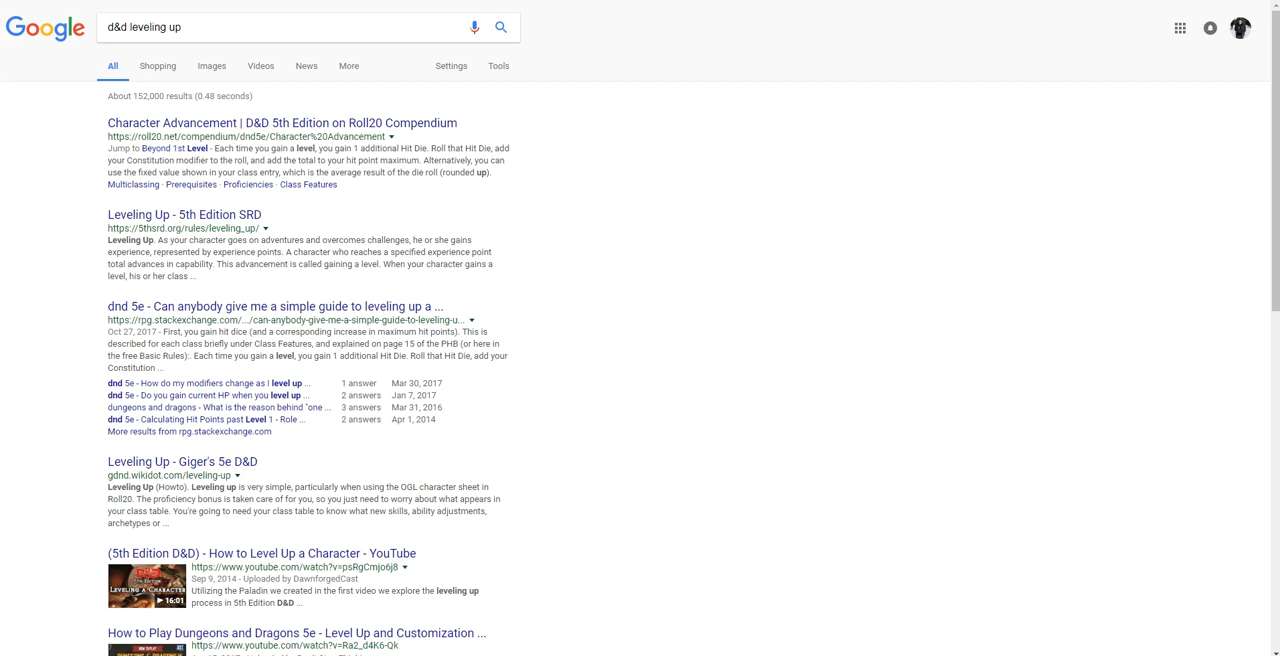 Google
d&d leveling up
All Shopping Images Videos News More Settings Tools
About 152,000 results (0.48 seconds)
Character Advancement | D&D 5th Edition on Roll20 Compendium
https://roll20.net/compendium/dnd5e/Character%20Advancement
Jump to Beyond 1st Level - Each time you gain a level, you gain 1 additional Hit Die. Roll that Hit Die, add
your Constitution modifier to the roll, and add the total to your hit point maximum. Alternatively, you can
use the fixed value shown in your class entry, which is the average result of the die roll (rounded up).
Multiclassing · Prerequisites · Proficiencies · Class Features
Leveling Up - 5th Edition SRD
https://5thsrd.org/rules/leveling_up/
Leveling Up. As your character goes on adventures and overcomes challenges, he or she gains
experience, represented by experience points. A character who reaches a specified experience point
total advances in capability. This advancement is called gaining a level. When your character gains a
level, his or her class ...
dnd 5e - Can anybody give me a simple guide to leveling up a ...
https://rpg.stackexchange.com/.../can-anybody-give-me-a-simple-guide-to-leveling-u...
Oct 27, 2017 - First, you gain hit dice (and a corresponding increase in maximum hit points). This is
described for each class briefly under Class Features, and explained on page 15 of the PHB (or here in
the free Basic Rules):. Each time you gain a level, you gain 1 additional Hit Die. Roll that Hit Die, add your
Constitution ...
dnd 5e - How do my modifiers change as I level up ... 1 answer Mar 30, 2017
dnd 5e - Do you gain current HP when you level up ... 2 answers Jan 7, 2017
dungeons and dragons - What is the reason behind "one ... 3 answers Mar 31, 2016
dnd 5e - Calculating Hit Points past Level 1 - Role ... 2 answers Apr 1, 2014
More results from rpg.stackexchange.com
Leveling Up - Giger's 5e D&D
gdnd.wikidot.com/leveling-up
Leveling Up (Howto). Leveling up is very simple, particularly when using the OGL character sheet in
Roll20. The proficiency bonus is taken care of for you, so you just need to worry about what appears in
your class table. You're going to need your class table to know what new skills, ability adjustments,
archetypes or ...
(5th Edition D&D) - How to Level Up a Character - YouTube
https://www.youtube.com/watch?v=psRgCmjo6j8
Sep 9, 2014 - Uploaded by DawnforgedCast
Utilizing the Paladin we created in the first video we explore the leveling up
process in 5th Edition D&D ...
LEVELING A CHARACTER
16:01
How to Play Dungeons and Dragons 5e - Level Up and Customization ...
https://www.youtube.com/watch?v=Ra2_d4K6-Qk